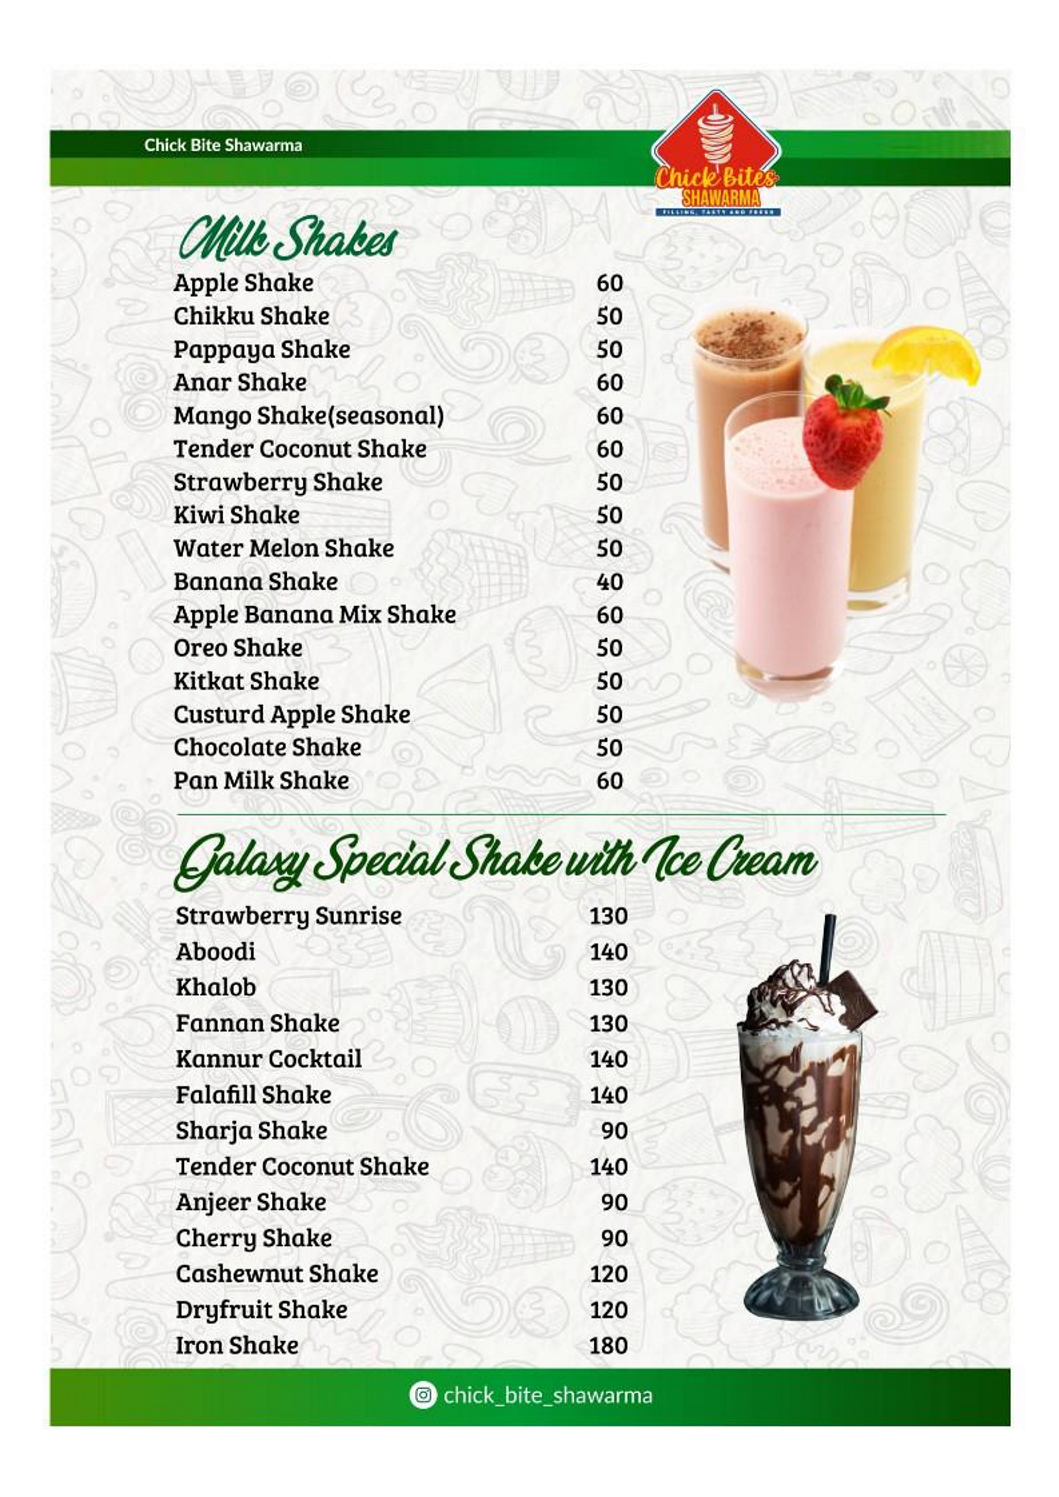 Chick Bite Shawarma
Chick Bites
SHAWARMA
FILLING, TASTY AND FRESH
Milk Shakes
Apple Shake 60
Chikku Shake 50
Pappaya Shake 50
Anar Shake 60
Mango Shake(seasonal) 60
Tender Coconut Shake 60
Strawberry Shake 50
Kiwi Shake 50
Water Melon Shake 50
Banana Shake 40
Apple Banana Mix Shake 60
Oreo Shake 50
Kitkat Shake 50
Custurd Apple Shake 50
Chocolate Shake 50
Pan Milk Shake 60
Galaxy Special Shake with Ice Cream
Strawberry Sunrise 130
Aboodi 140
Khalob 130
Fannan Shake 130
Kannur Cocktail 140
Falafill Shake 140
Sharja Shake 90
Tender Coconut Shake 140
Anjeer Shake 90
Cherry Shake 90
Cashewnut Shake 120
Dryfruit Shake 120
Iron Shake 180
chick_bite_shawarma